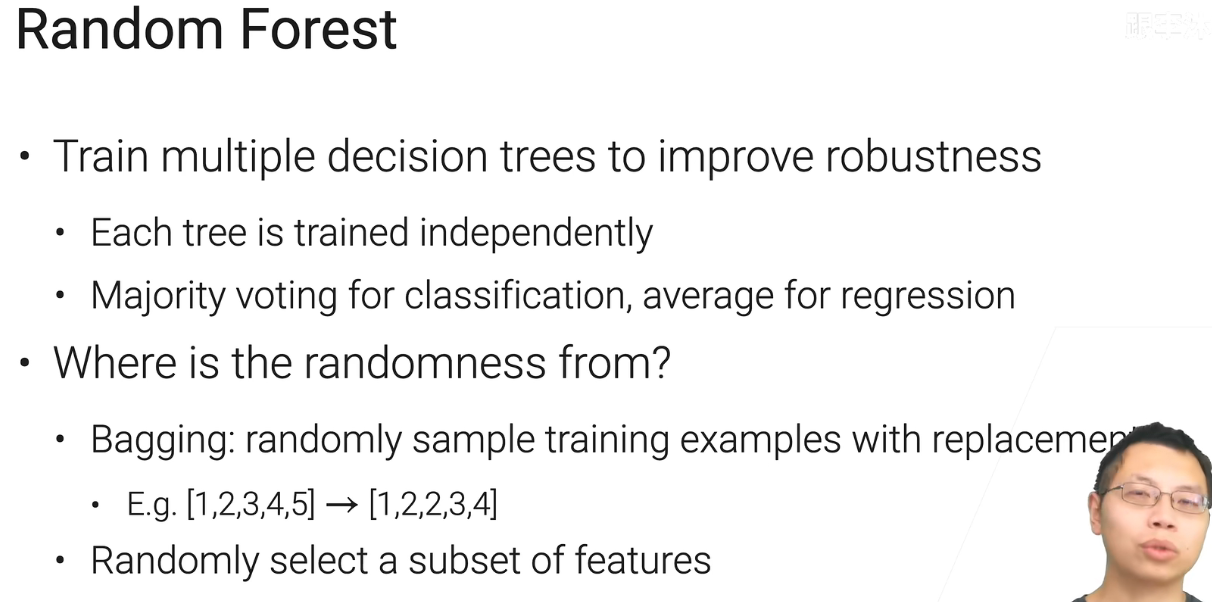 Random Forest
• Train multiple decision trees to improve robustness
• Each tree is trained independently
• Majority voting for classification, average for regression
• Where is the randomness from?
• Bagging: randomly sample training examples with replacemen
• E.g. [1,2,3,4,5] → [1,2,2,3,4]
• Randomly select a subset of features